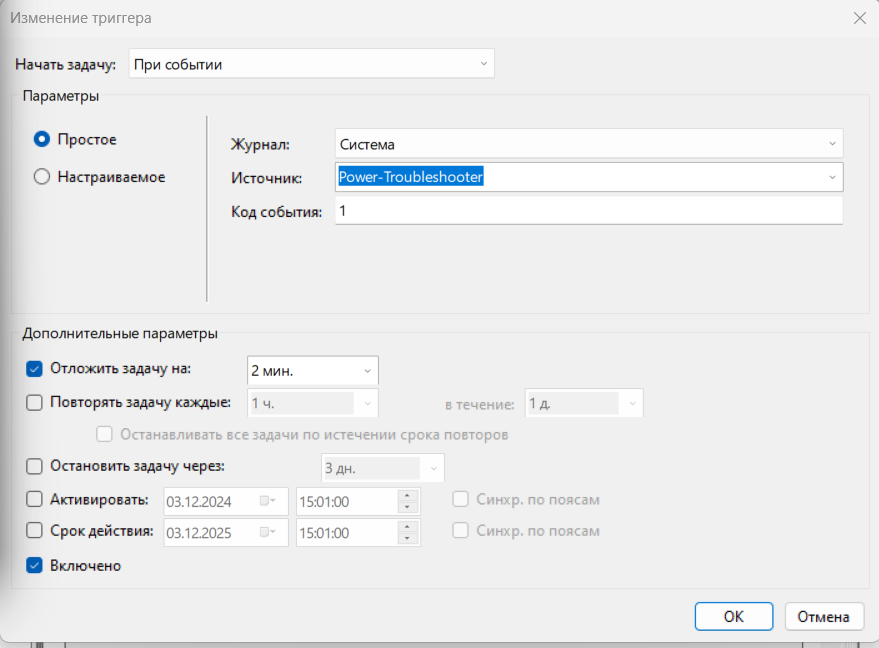 Изменение триггера
Начать задачу: При событии
Параметры
Простое
Настраиваемое
Журнал: Система
Источник: Power-Troubleshooter
Код события: 1
Дополнительные параметры
Отложить задачу на: 2 мин.
Повторять задачу каждые: 1 ч. в течение: 1 д.
Останавливать все задачи по истечении срока повторов
Остановить задачу через: 3 дн.
Активировать: 03.12.2024 15:01:00 Синхр. по поясам
Срок действия: 03.12.2025 15:01:00 Синхр. по поясам
Включено
ОК Отмена